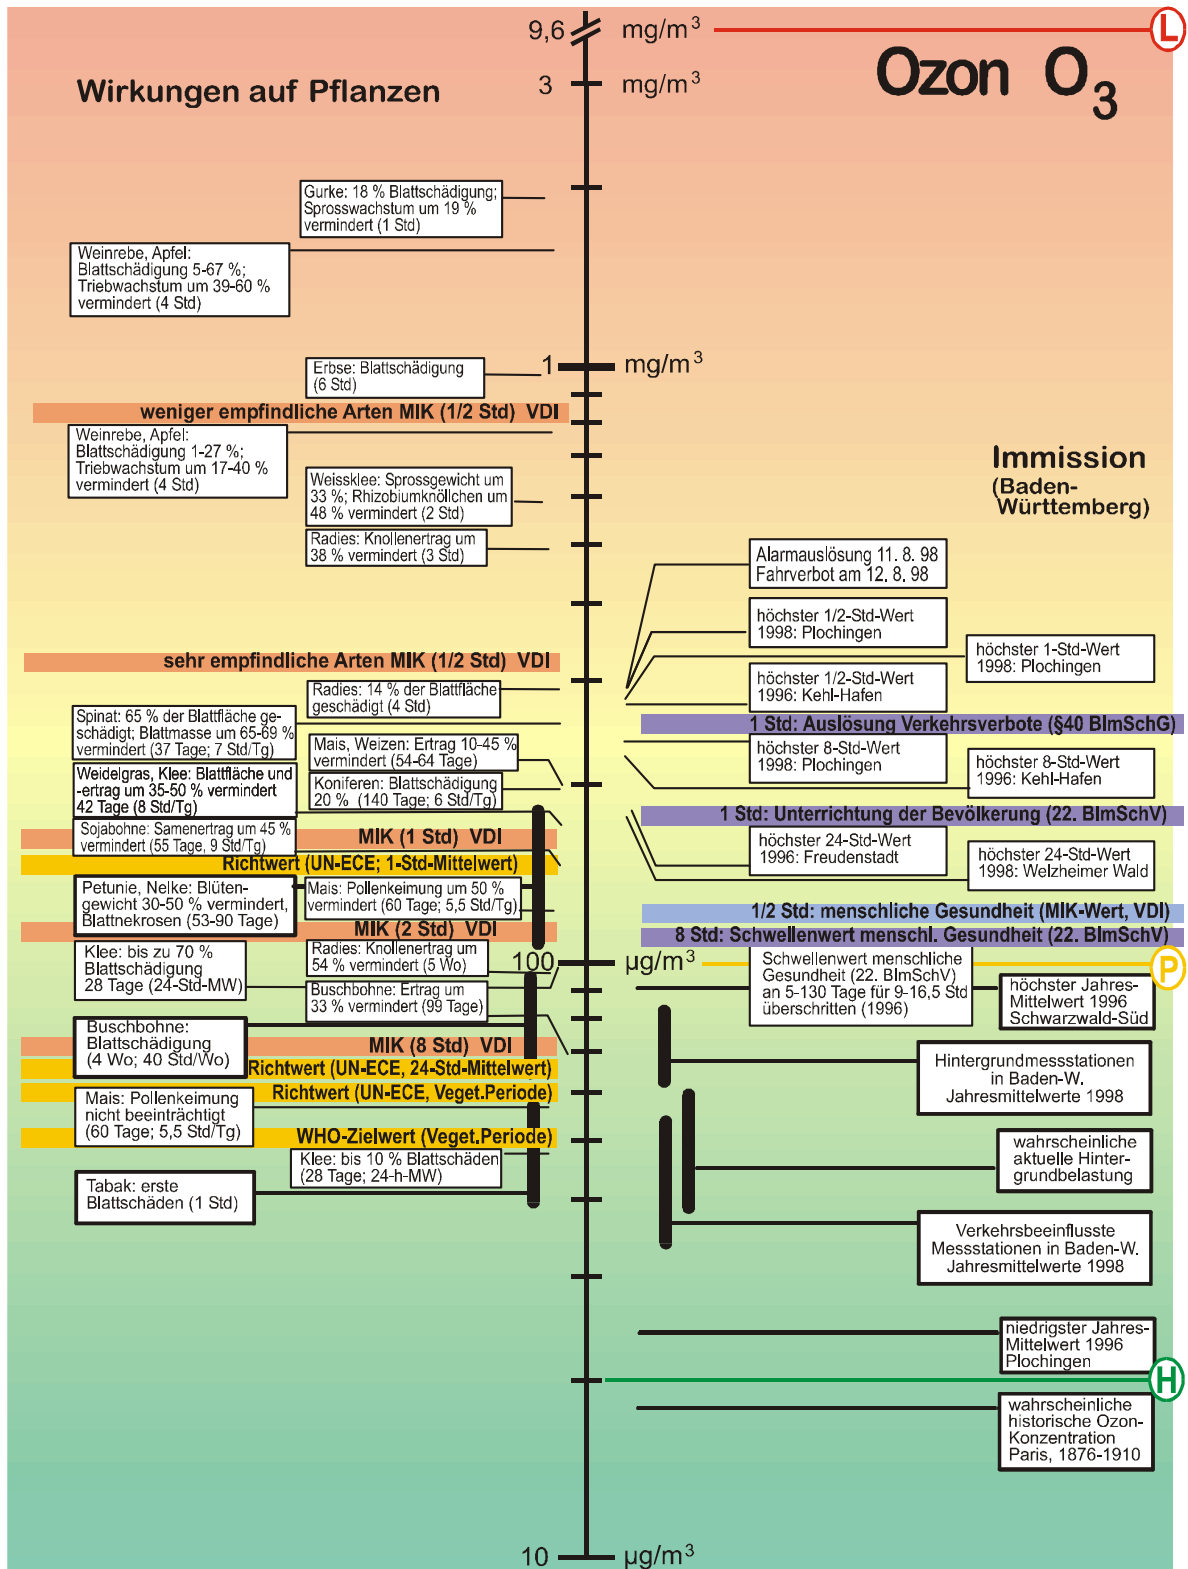 9,6 mg/m³
L
Ozon O₃
3 mg/m³
Wirkungen auf Pflanzen
Gurke: 18 % Blattschädigung;
Sprosswachstum um 19 %
vermindert (1 Std)
Weinrebe, Apfel:
Blattschädigung 5-67 %;
Triebwachstum um 39-60 %
vermindert (4 Std)
Erbse: Blattschädigung
(6 Std)
1 mg/m³
weniger empfindliche Arten MIK (1/2 Std) VDI
Weinrebe, Apfel:
Blattschädigung 1-27 %;
Triebwachstum um 17-40 %
vermindert (4 Std)
Weissklee: Sprossgewicht um
33 %; Rhizobiumknöllchen um
48 % vermindert (2 Std)
Radies: Knollenertrag um
38 % vermindert (3 Std)
sehr empfindliche Arten MIK (1/2 Std) VDI
Radies: 14 % der Blattfläche
geschädigt (4 Std)
Spinat: 65 % der Blattfläche ge-
schädigt; Blattmasse um 65-69 %
vermindert (37 Tage; 7 Std/Tg)
Mais, Weizen: Ertrag 10-45 %
vermindert (54-64 Tage)
Weidelgras, Klee: Blattfläche und
-ertrag um 35-50 % vermindert
42 Tage (8 Std/Tg)
Koniferen: Blattschädigung
20 % (140 Tage; 6 Std/Tg)
Sojabohne: Samenertrag um 45 %
vermindert (55 Tage, 9 Std/Tg)
MIK (1 Std) VDI
Richtwert (UN-ECE; 1-Std-Mittelwert)
Petunie, Nelke: Blüten-
gewicht 30-50 % vermindert,
Blattnekrosen (53-90 Tage)
Mais: Pollenkeimung um 50 %
vermindert (60 Tage; 5,5 Std/Tg)
MIK (2 Std) VDI
Klee: bis zu 70 %
Blattschädigung
28 Tage (24-Std-MW)
Radies: Knollenertrag um
54 % vermindert (5 Wo)
100 µg/m³
Buschbohne: Ertrag um
33 % vermindert (99 Tage)
Buschbohne:
Blattschädigung
(4 Wo; 40 Std/Wo)
MIK (8 Std) VDI
Richtwert (UN-ECE, 24-Std-Mittelwert)
Richtwert (UN-ECE, Veget.Periode)
Mais: Pollenkeimung
nicht beeinträchtigt
(60 Tage; 5,5 Std/Tg)
WHO-Zielwert (Veget.Periode)
Klee: bis 10 % Blattschäden
(28 Tage; 24-h-MW)
Tabak: erste
Blattschäden (1 Std)
Immission
(Baden-
Württemberg)
Alarmauslösung 11. 8. 98
Fahrverbot am 12. 8. 98
höchster 1/2-Std-Wert
1998: Plochingen
höchster 1-Std-Wert
1998: Plochingen
höchster 1/2-Std-Wert
1996: Kehl-Hafen
1 Std: Auslösung Verkehrsverbote (§40 BImSchG)
höchster 8-Std-Wert
1998: Plochingen
höchster 8-Std-Wert
1996: Kehl-Hafen
1 Std: Unterrichtung der Bevölkerung (22. BImSchV)
höchster 24-Std-Wert
1996: Freudenstadt
höchster 24-Std-Wert
1998: Welzheimer Wald
1/2 Std: menschliche Gesundheit (MIK-Wert, VDI)
8 Std: Schwellenwert menschl. Gesundheit (22. BImSchV)
P
Schwellenwert menschliche
Gesundheit (22. BImSchV)
an 5-130 Tage für 9-16,5 Std
überschritten (1996)
höchster Jahres-
Mittelwert 1996
Schwarzwald-Süd
Hintergrundmessstationen
in Baden-W.
Jahresmittelwerte 1998
wahrscheinliche
aktuelle Hinter-
grundbelastung
Verkehrsbeeinflusste
Messstationen in Baden-W.
Jahresmittelwerte 1998
niedrigster Jahres-
Mittelwert 1996
Plochingen
H
wahrscheinliche
historische Ozon-
Konzentration
Paris, 1876-1910
10 µg/m³